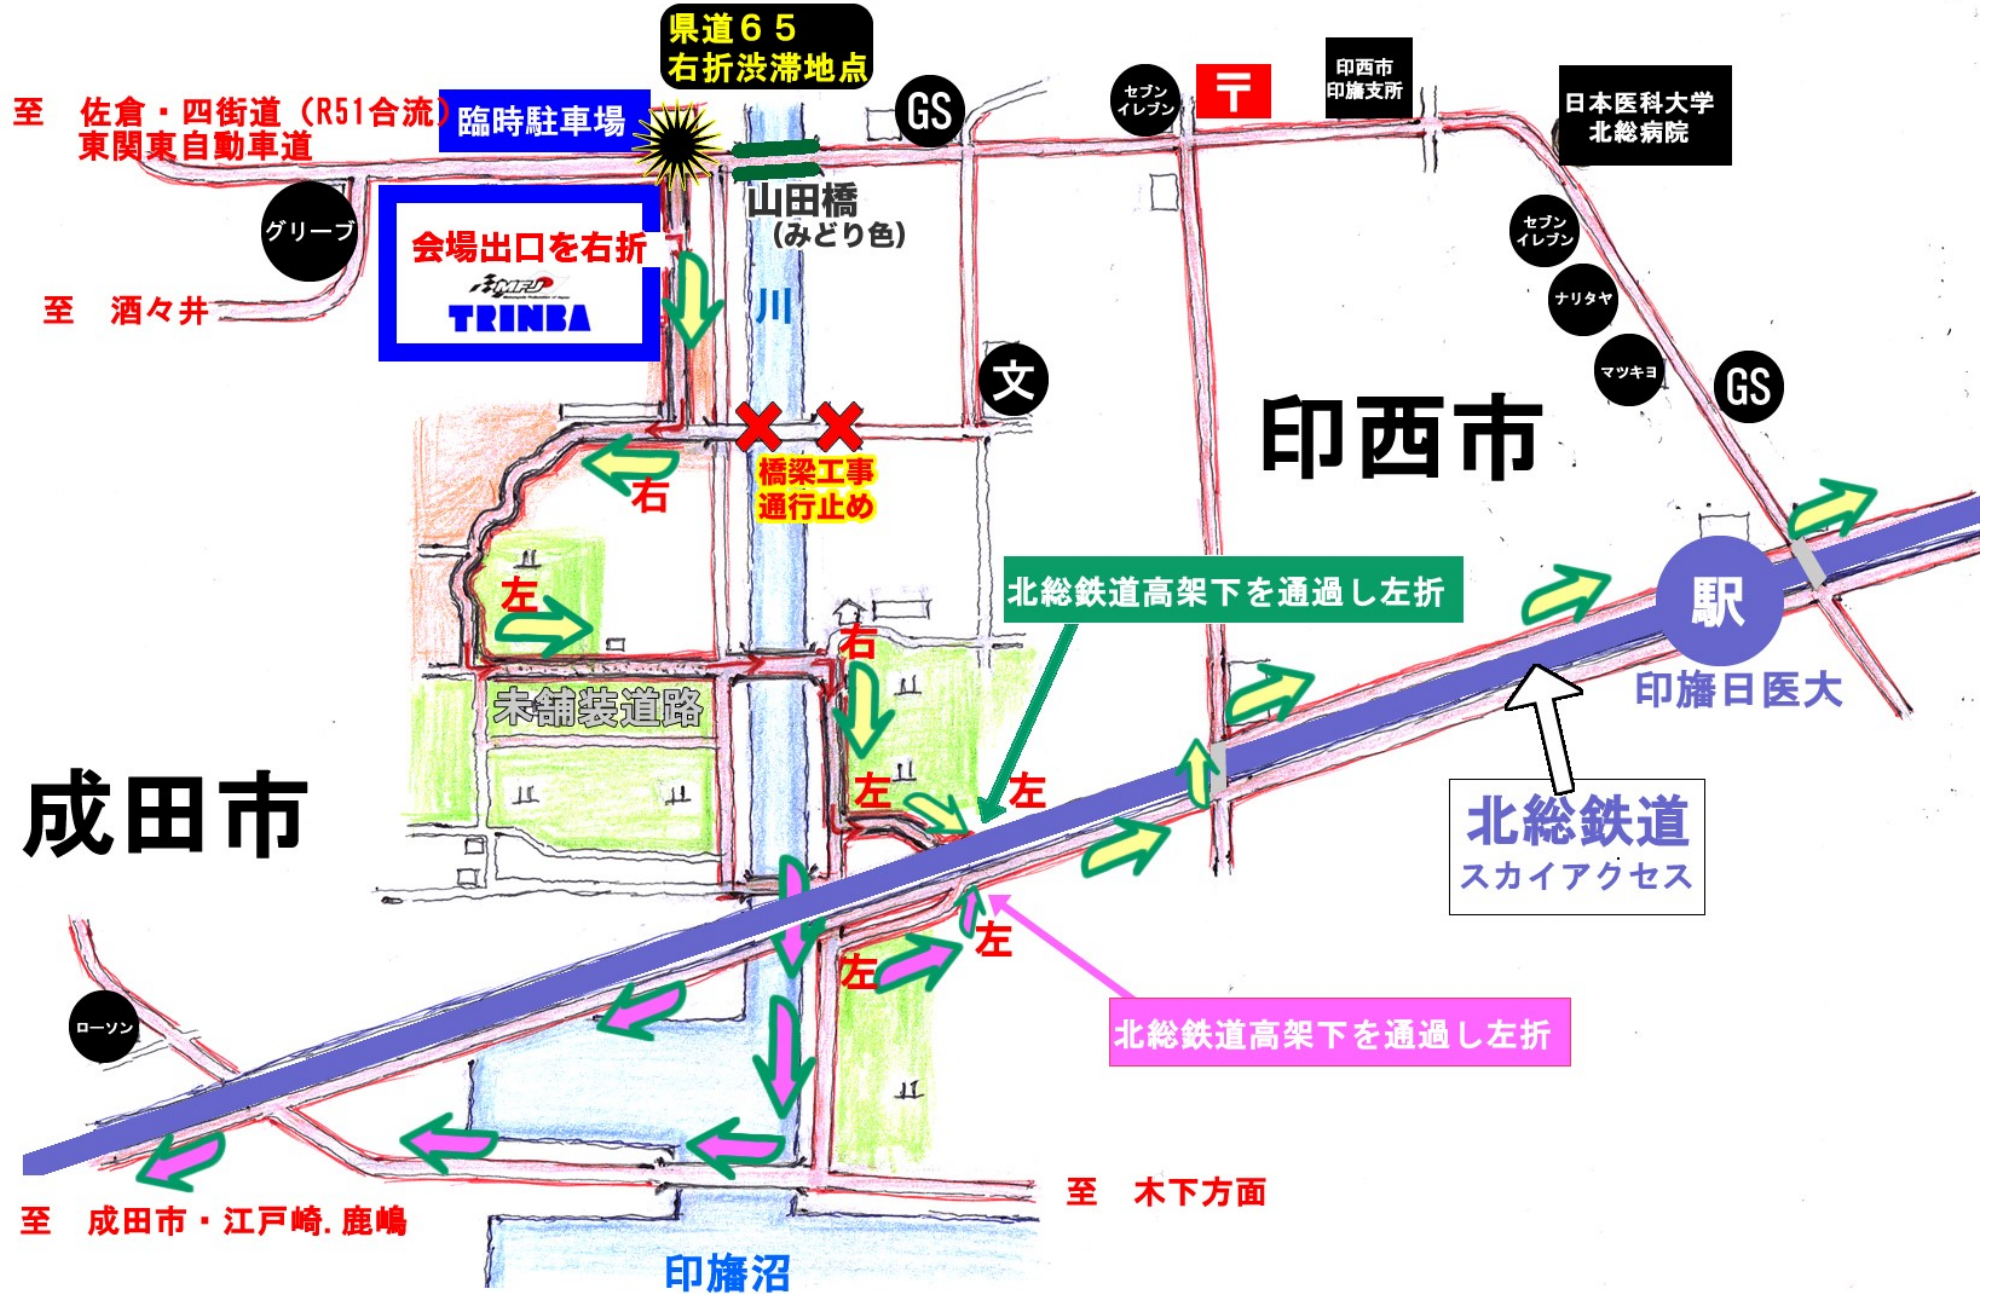 県道６５
右折渋滞地点
至　佐倉・四街道（R51合流）
東関東自動車道
臨時駐車場
GS
セブン
イレブン
〒
印西市
印旛支所
日本医科大学
北総病院
グリーブ
山田橋
（みどり色）
会場出口を右折
MFJ
TRINBA
至　酒々井
川
セブン
イレブン
ナリタヤ
マツキヨ
GS
文
印西市
橋梁工事
通行止め
右
左
北総鉄道高架下を通過し左折
右
駅
印旛日医大
未舗装道路
左
左
成田市
北総鉄道
スカイアクセス
左
左
ローソン
北総鉄道高架下を通過し左折
至　木下方面
至　成田市・江戸崎.鹿嶋
印旛沼